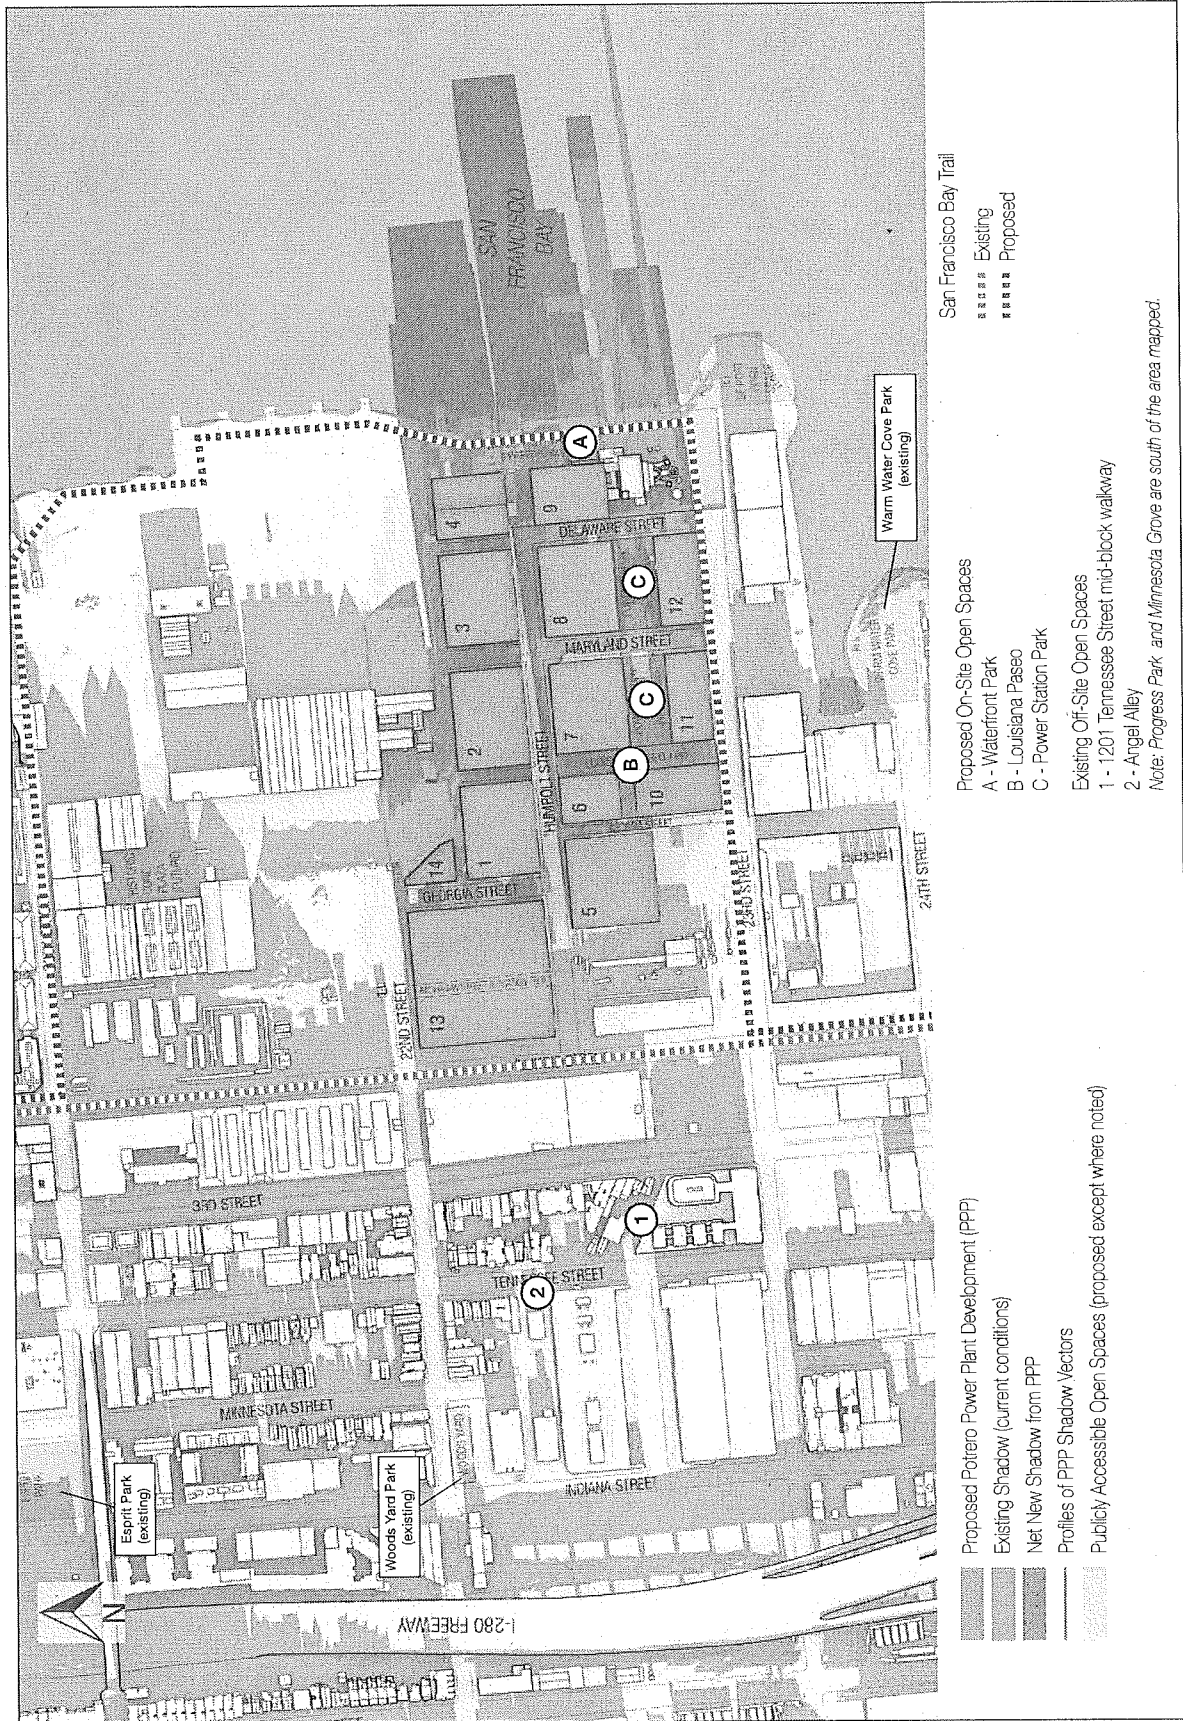 Esprit Park
(existing)
Woods Yard Park
(existing)
Warm Water Cove Park
(existing)
I-280 FREEWAY
INDIANA STREET
MINNESOTA STREET
TENNESSEE STREET
3RD STREET
22ND STREET
23RD STREET
24TH STREET
GEORGIA STREET
HUMBOLDT STREET
MARYLAND STREET
DELAWARE STREET
SAN
FRANCISCO
BAY
N
1
2
3
4
5
6
7
8
9
10
11
12
13
14
A
B
C
C
1
2
Proposed Potrero Power Plant Development (PPP)
Existing Shadow (current conditions)
Net New Shadow from PPP
Profiles of PPP Shadow Vectors
Publicly Accessible Open Spaces (proposed except where noted)
Proposed On-Site Open Spaces
A - Waterfront Park
B - Louisiana Paseo
C - Power Station Park
Existing Off-Site Open Spaces
1 - 1201 Tennessee Street mid-block walkway
2 - Angel Alley
Note: Progress Park and Minnesota Grove are south of the area mapped.
San Francisco Bay Trail
Existing
Proposed